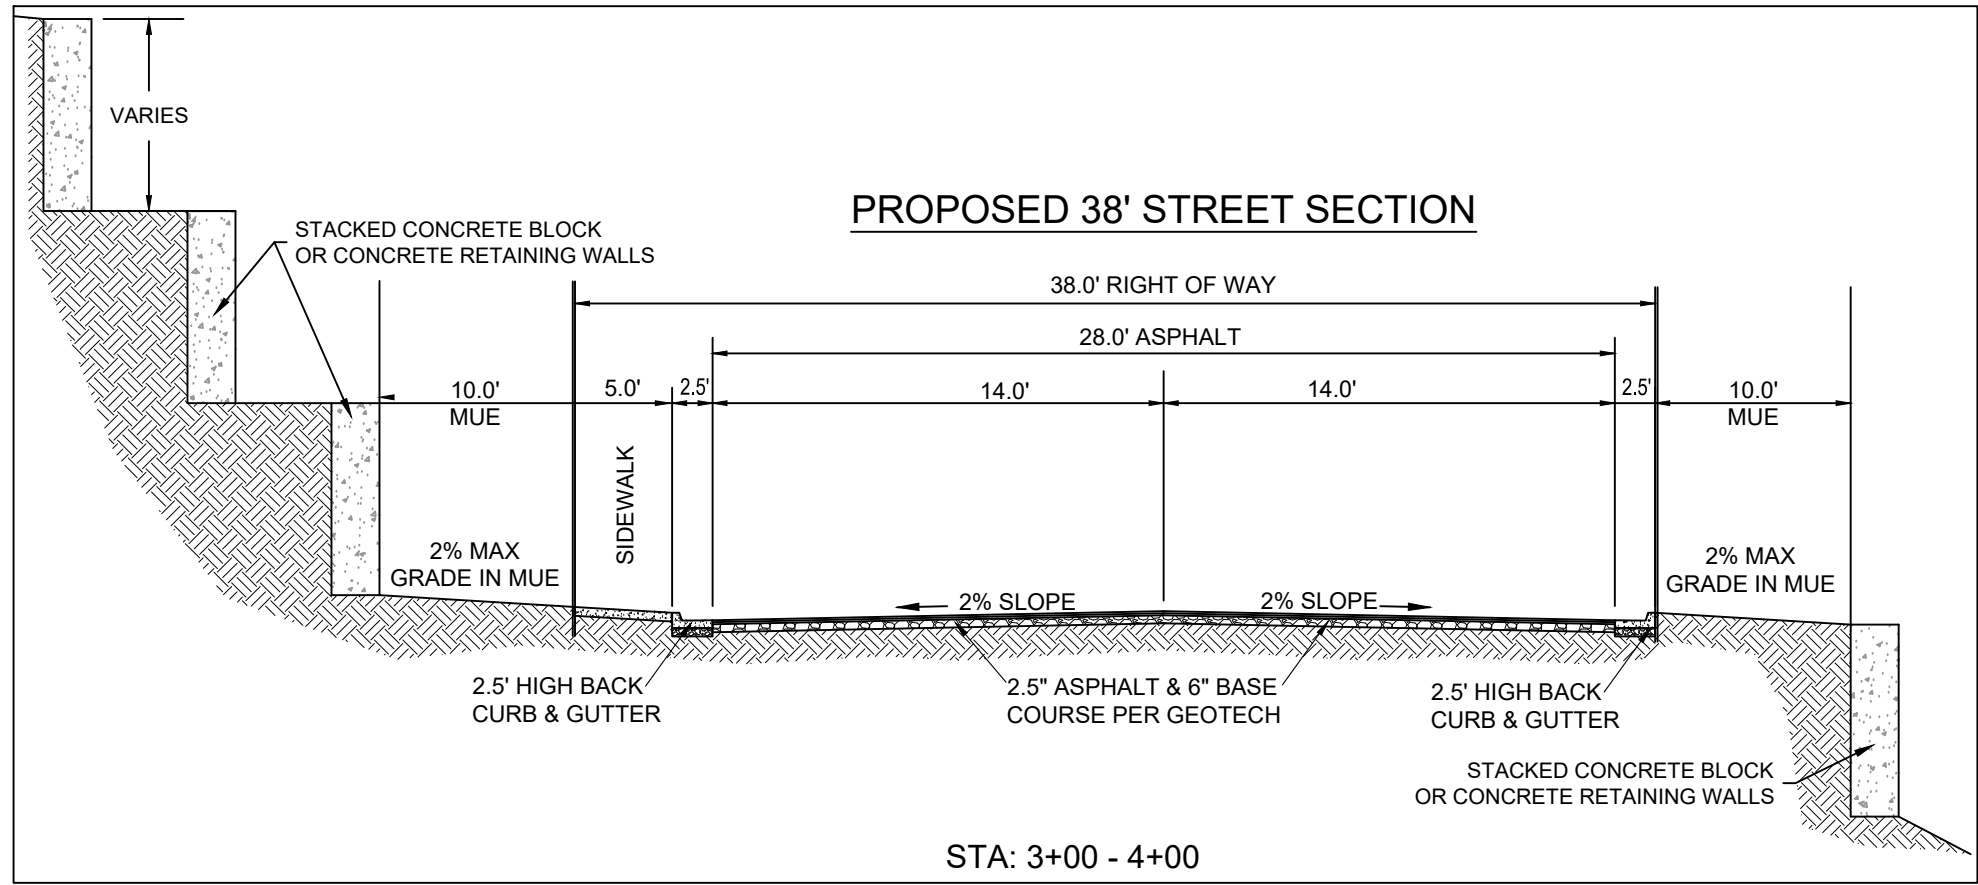 VARIES
PROPOSED 38' STREET SECTION
STACKED CONCRETE BLOCK
OR CONCRETE RETAINING WALLS
38.0' RIGHT OF WAY
28.0' ASPHALT
10.0'
MUE
5.0'
2.5'
14.0'
14.0'
2.5'
10.0'
MUE
SIDEWALK
2% MAX
GRADE IN MUE
2% SLOPE
2% SLOPE
2% MAX
GRADE IN MUE
2.5' HIGH BACK
CURB & GUTTER
2.5" ASPHALT & 6" BASE
COURSE PER GEOTECH
2.5' HIGH BACK
CURB & GUTTER
STACKED CONCRETE BLOCK
OR CONCRETE RETAINING WALLS
STA: 3+00 - 4+00